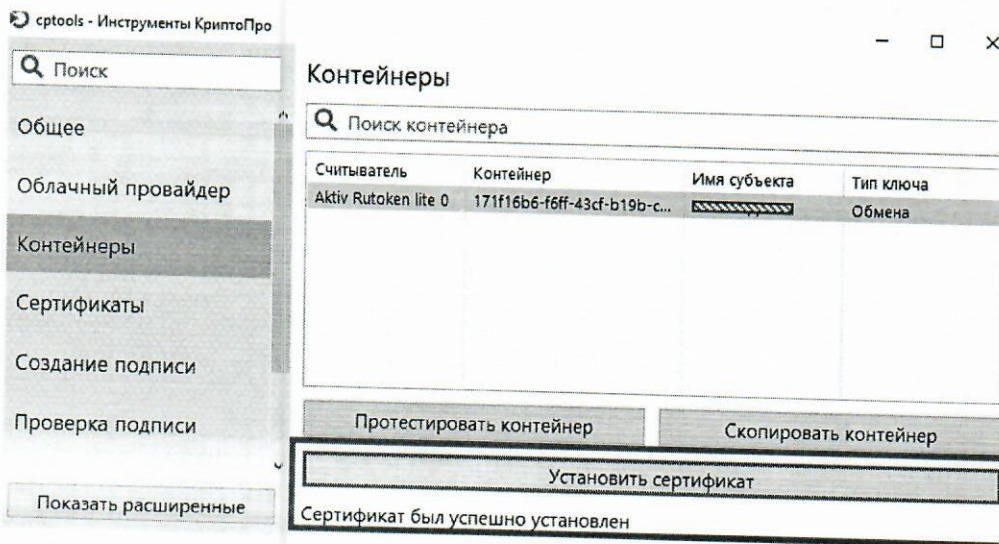 cptools - Инструменты КриптоПро
Поиск
Общее
Облачный провайдер
Контейнеры
Сертификаты
Создание подписи
Проверка подписи
Показать расширенные
Контейнеры
Поиск контейнера
Считыватель Контейнер Имя субъекта Тип ключа
Aktiv Rutoken lite 0 171f16b6-f6ff-43cf-b19b-c... Обмена
Протестировать контейнер Скопировать контейнер
Установить сертификат
Сертификат был успешно установлен